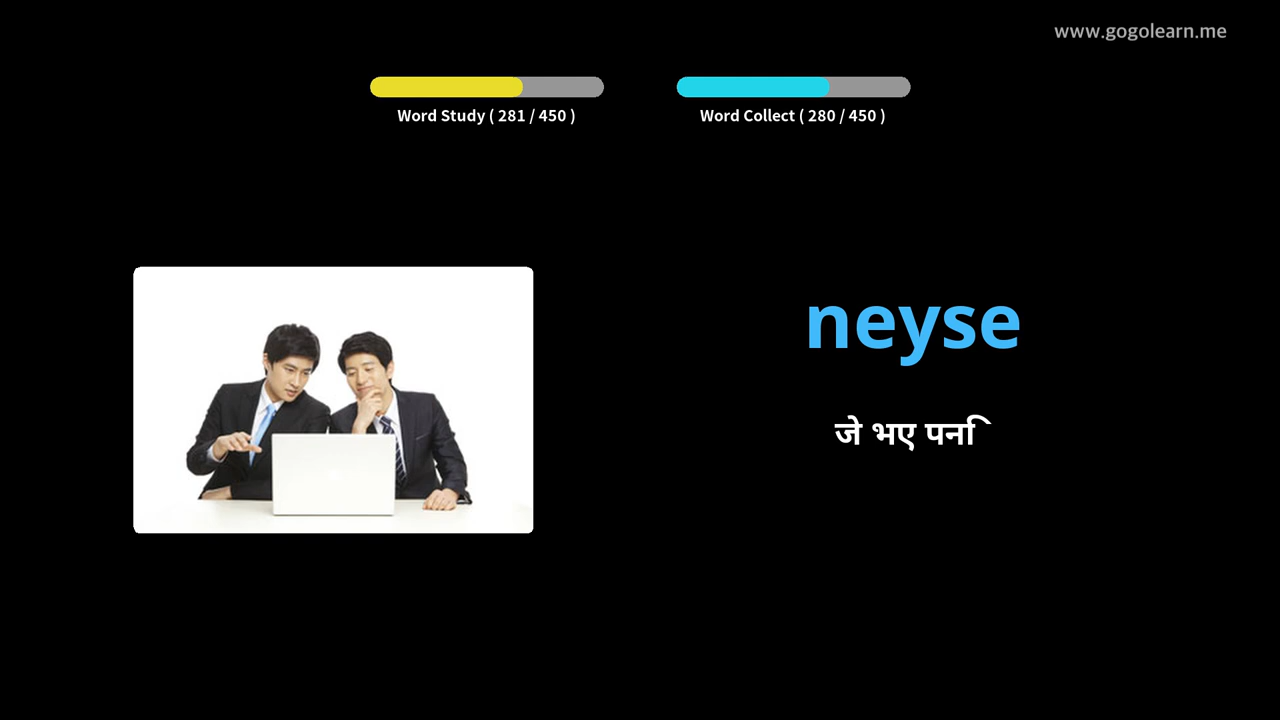 www.gogolearn.me
Word Study ( 281 / 450 )
Word Collect ( 280 / 450 )
neyse
जे भए पनि